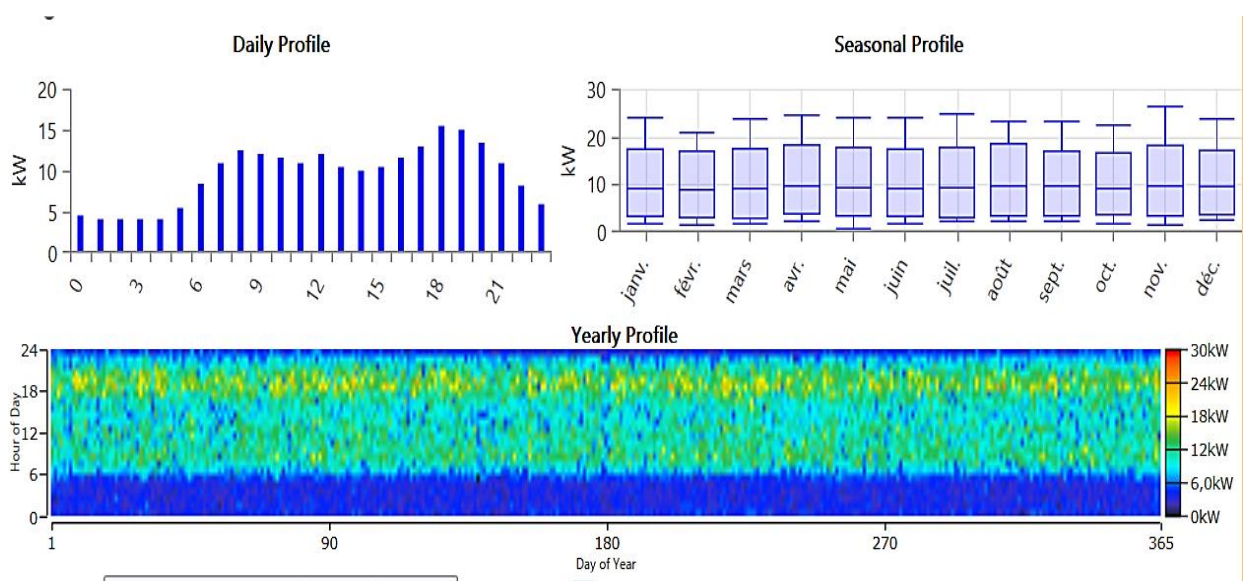 Daily Profile
20
15
10
5
0
kW
0 3 6 9 12 15 18 21
Seasonal Profile
30
20
10
0
kW
janv. févr. mars avr. mai juin juil. août sept. oct. nov. déc.
Yearly Profile
24
18
12
6
0
Hour of Day
1 90 180 270 365
Day of Year
30kW
24kW
18kW
12kW
6,0kW
0kW